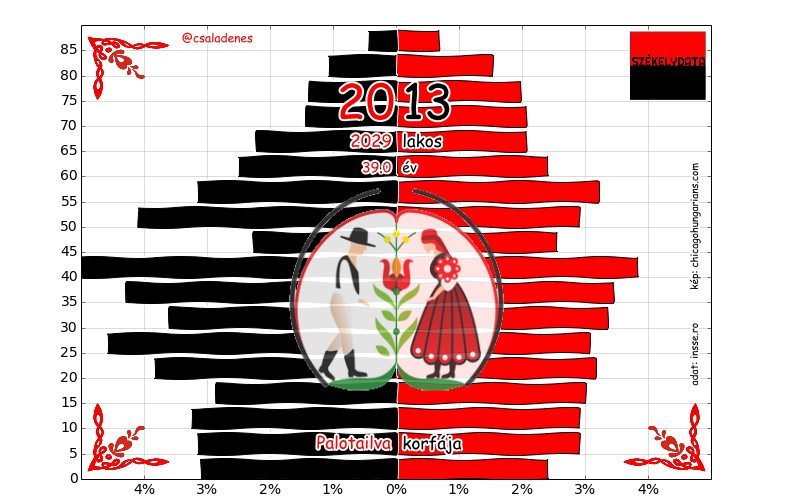 @csaladenes
SZÉKELYDATA
2013
2029 lakos
39.0 év
kép: chicagohungarians.com
adat: insse.ro
Palotailva korfája
85
80
75
70
65
60
55
50
45
40
35
30
25
20
15
10
5
0
4% 3% 2% 1% 0% 1% 2% 3% 4%